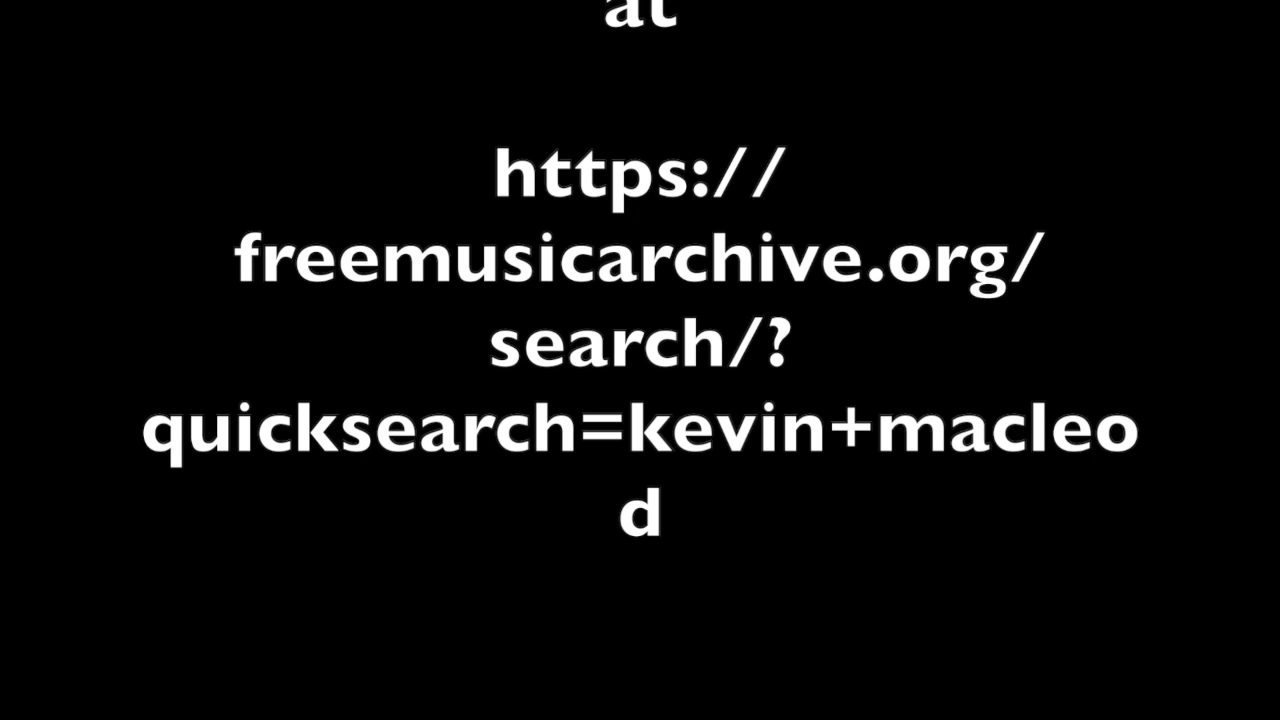 at
https://
freemusicarchive.org/
search/?
quicksearch=kevin+macleo
d